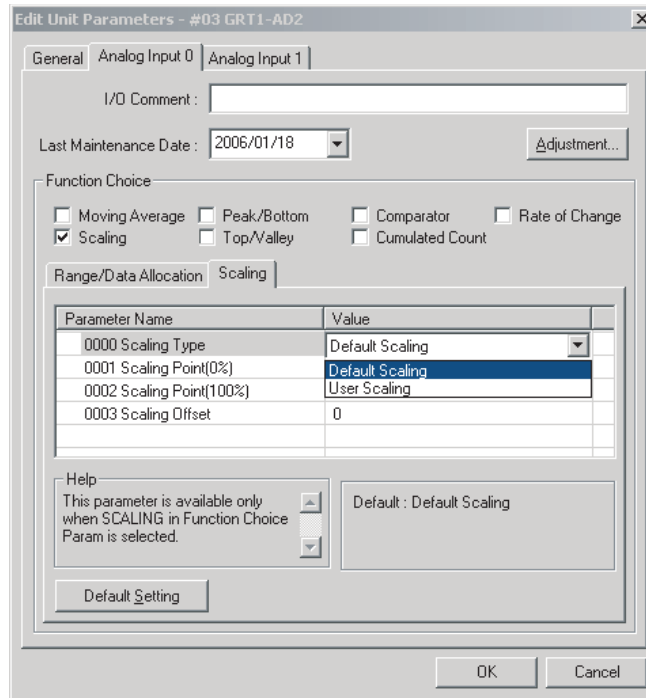 Edit Unit Parameters - #03 GRT1-AD2
General Analog Input 0 Analog Input 1
I/O Comment :
Last Maintenance Date : 2006/01/18 Adjustment...
Function Choice
Moving Average Peak/Bottom Comparator Rate of Change
Scaling Top/Valley Cumulated Count
Range/Data Allocation Scaling
Parameter Name Value
0000 Scaling Type Default Scaling
0001 Scaling Point(0%) Default Scaling
0002 Scaling Point(100%) User Scaling
0003 Scaling Offset 0
Help
This parameter is available only
when SCALING in Function Choice
Param is selected.
Default : Default Scaling
Default Setting
OK Cancel